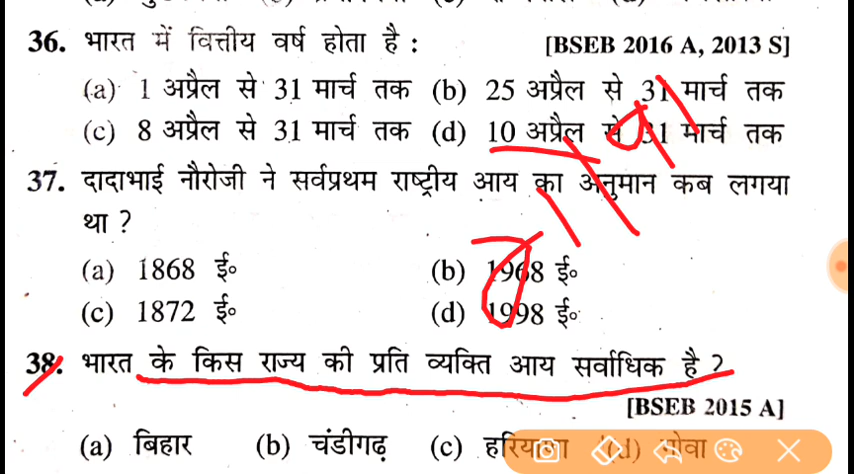 36. भारत में वित्तीय वर्ष होता है : [BSEB 2016 A, 2013 S]
(a) 1 अप्रैल से 31 मार्च तक (b) 25 अप्रैल से 31 मार्च तक
(c) 8 अप्रैल से 31 मार्च तक (d) 10 अप्रैल से 31 मार्च तक
37. दादाभाई नौरोजी ने सर्वप्रथम राष्ट्रीय आय का अनुमान कब लगया
था ?
(a) 1868 ई० (b) 1968 ई०
(c) 1872 ई० (d) 1998 ई०
38. भारत के किस राज्य की प्रति व्यक्ति आय सर्वाधिक है ?
[BSEB 2015 A]
(a) बिहार (b) चंडीगढ़ (c) हरियाणा (d) गोवा